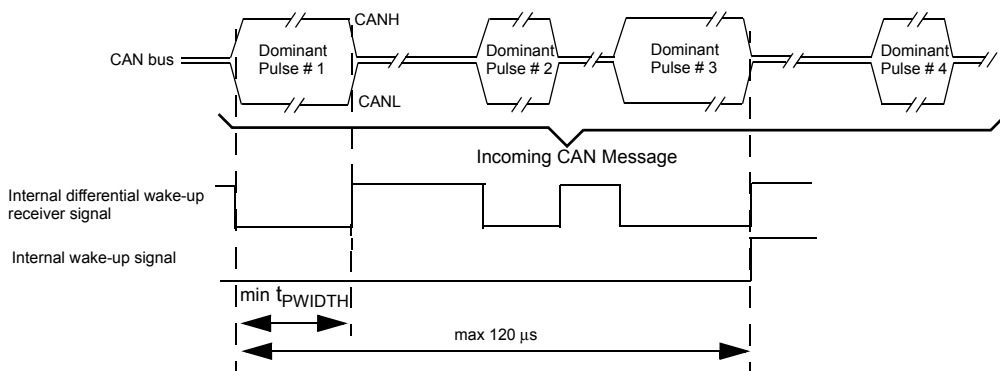 CANH
CAN bus
Dominant
Pulse # 1
Dominant
Pulse # 2
Dominant
Pulse # 3
Dominant
Pulse # 4
CANL
Incoming CAN Message
Internal differential wake-up
receiver signal
Internal wake-up signal
min tPWIDTH
max 120 μs